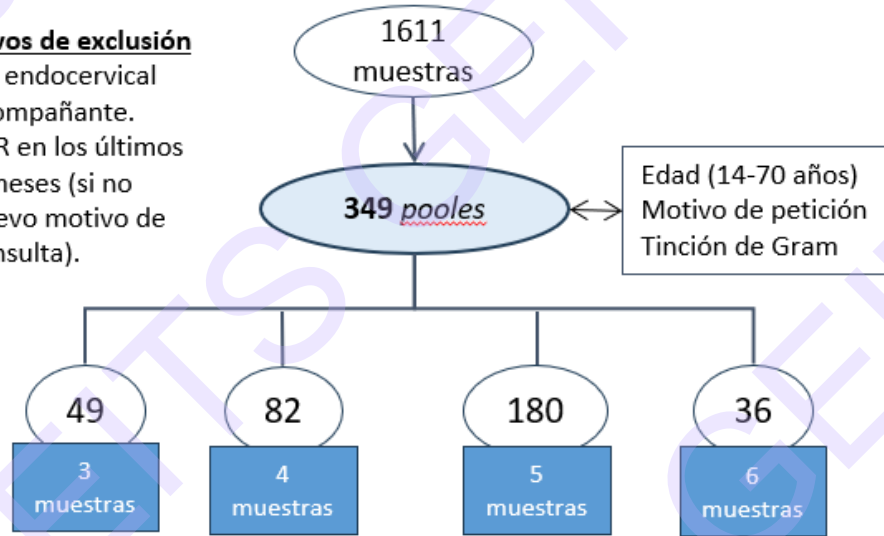 vos de exclusión
endocervical
ompañante.
R en los últimos
neses (si no
evo motivo de
nsulta).
1611
muestras
349 pooles
Edad (14-70 años)
Motivo de petición
Tinción de Gram
49
82
180
36
3
muestras
4
muestras
5
muestras
6
muestras
GEITS